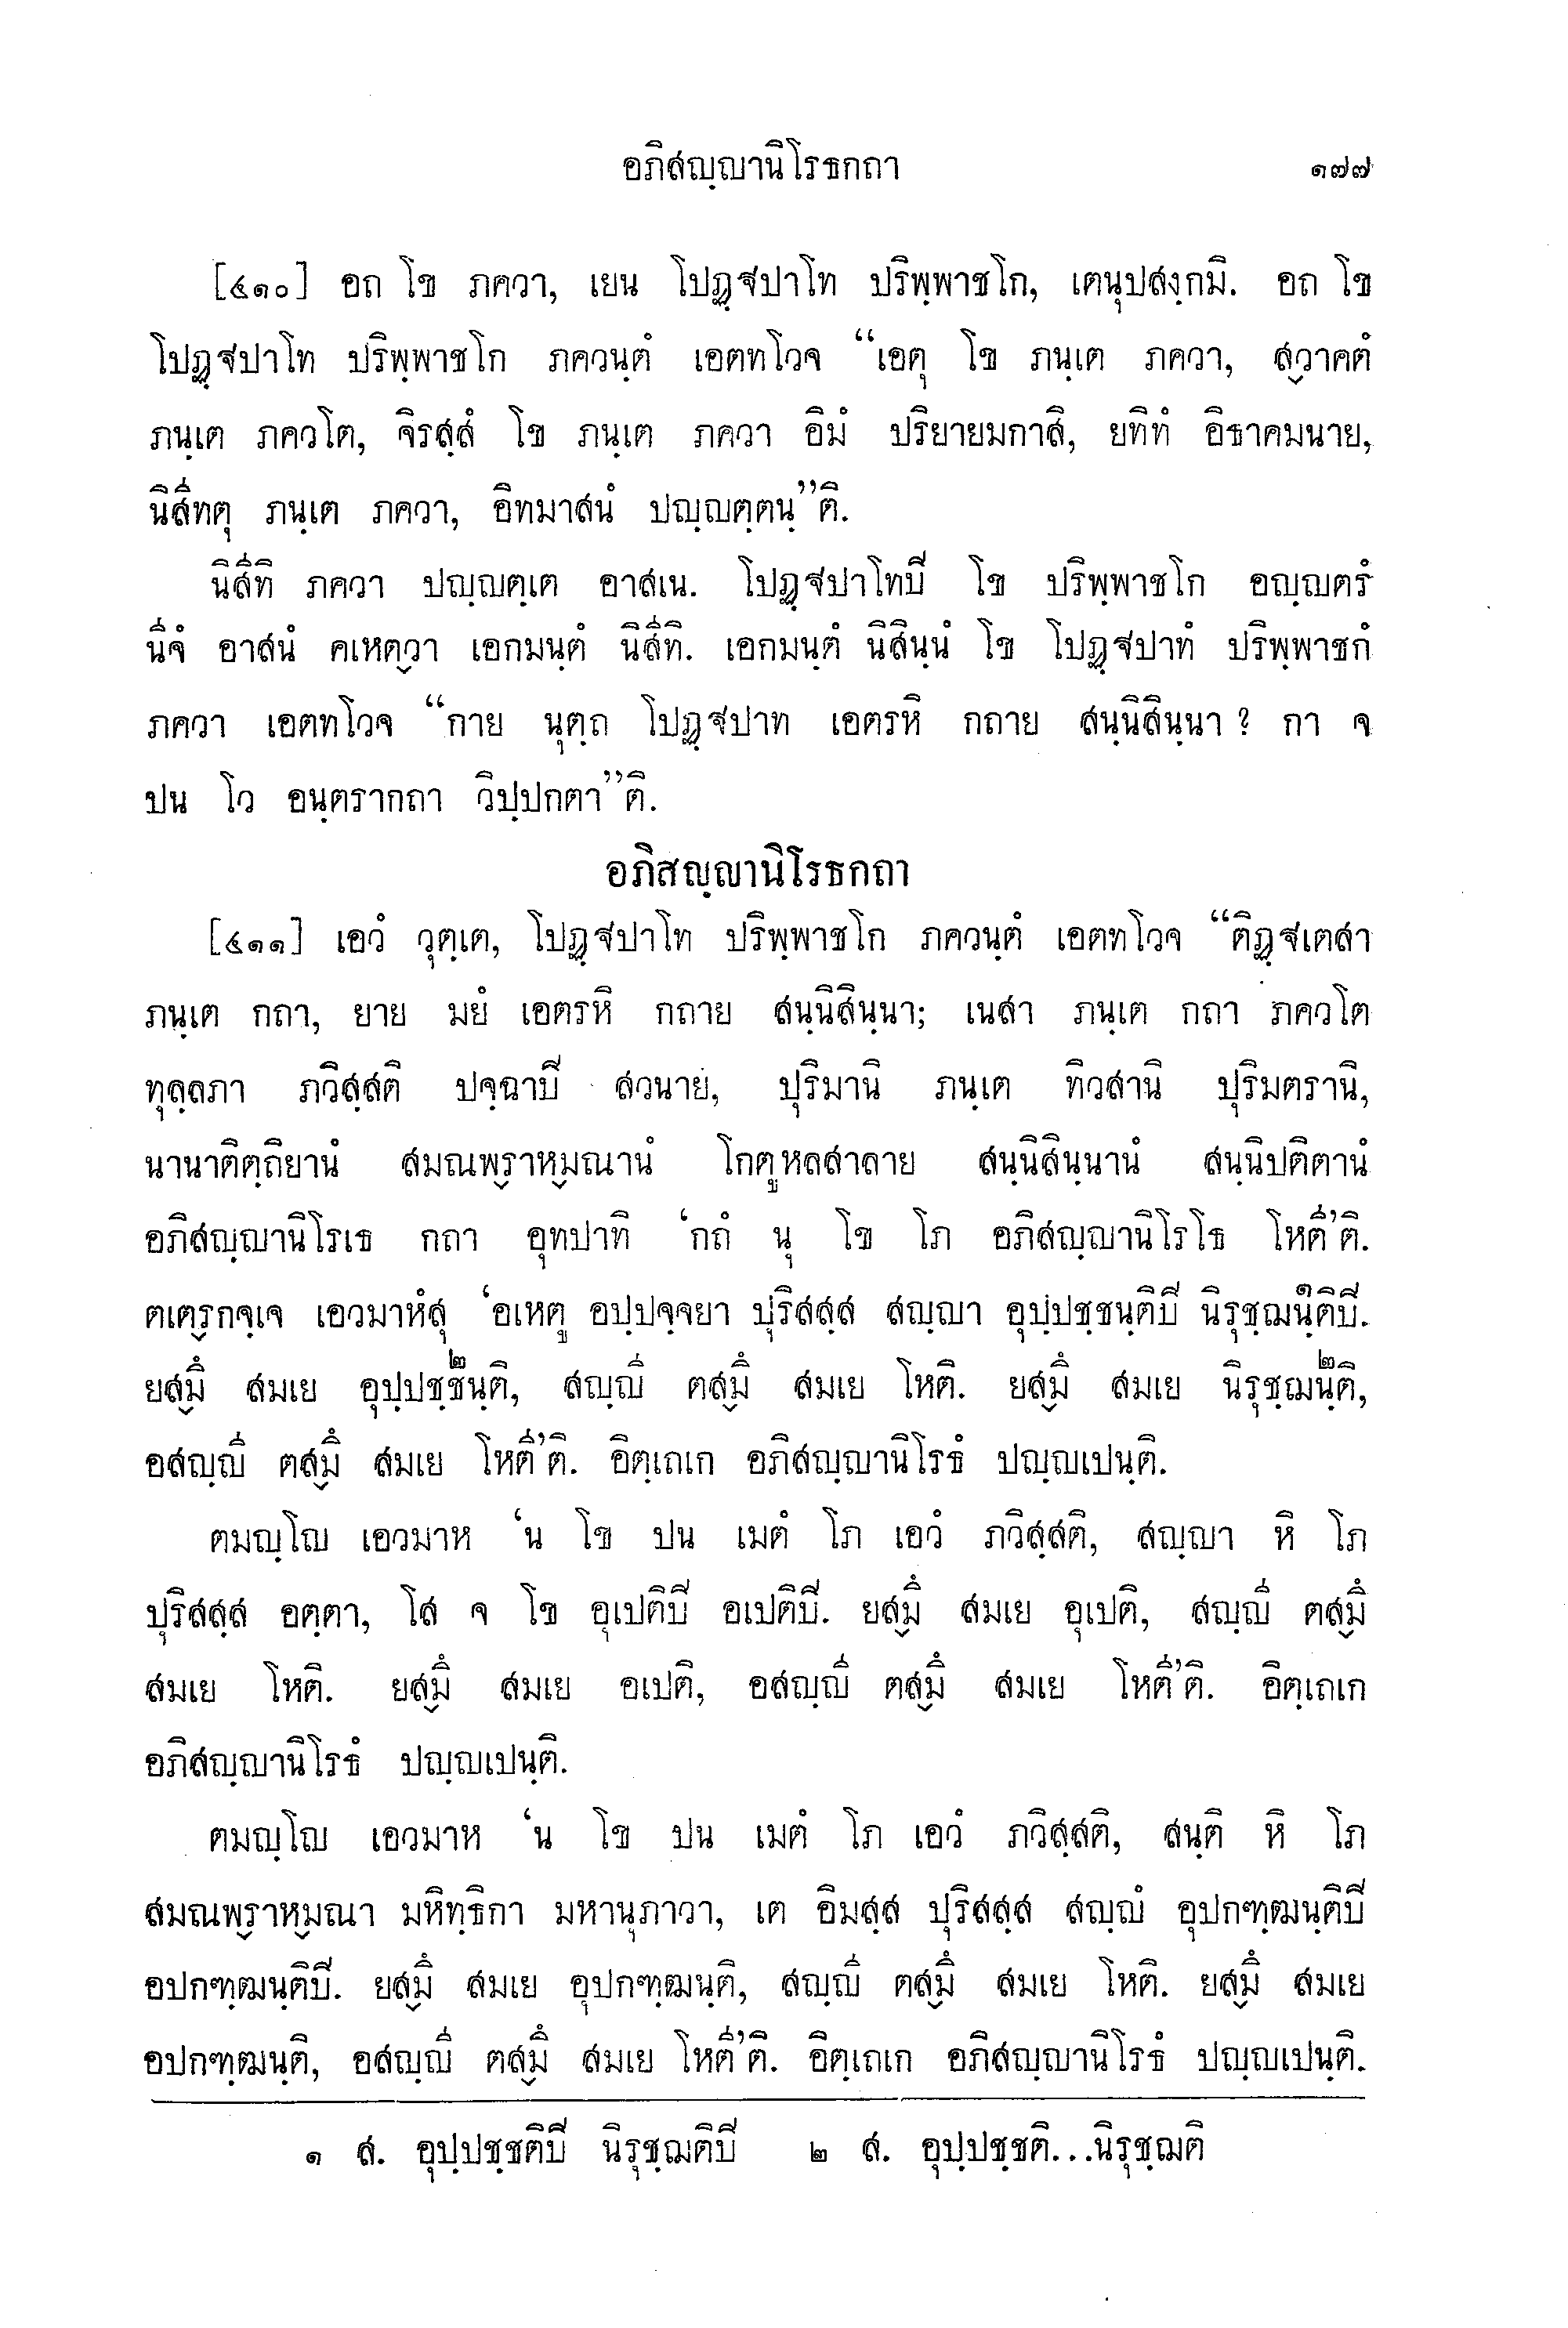 อภิสญฺญานิโรธกถา ๑๗๗
[๔๑๐] อถ โข ภควา, เยน โปฏฺฐปาโท ปริพฺพาชโก, เตนุปสงฺกมิ. อถ โข
โปฏฺฐปาโท ปริพฺพาชโก ภควนฺตํ เอตทโวจ “เอตุ โข ภนฺเต ภควา, สฺวาคตํ
ภนฺเต ภควโต, จิรสฺสํ โข ภนฺเต ภควา อิมํ ปริยายมกาสิ, ยทิทํ อิธาคมนาย,
นิสีทตุ ภนฺเต ภควา, อิทมาสนํ ปญฺญตฺตนฺ”ติ.
นิสีทิ ภควา ปญฺญตฺเต อาสเน. โปฏฺฐปาโทปิ โข ปริพฺพาชโก อญฺญตรํ
นีจํ อาสนํ คเหตฺวา เอกมนฺตํ นิสีทิ. เอกมนฺตํ นิสินฺนํ โข โปฏฺฐปาทํ ปริพฺพาชกํ
ภควา เอตทโวจ “กาย นุตฺถ โปฏฺฐปาท เอตรหิ กถาย สนฺนิสินฺนา ? กา จ
ปน โว อนฺตรากถา วิปฺปกตา”ติ.
อภิสญฺญานิโรธกถา
[๔๑๑] เอวํ วุตฺเต, โปฏฺฐปาโท ปริพฺพาชโก ภควนฺตํ เอตทโวจ “ติฏฺฐเตสา
ภนฺเต กถา, ยาย มยํ เอตรหิ กถาย สนฺนิสินฺนา; เนสา ภนฺเต กถา ภควโต
ทุลฺลภา ภวิสฺสติ ปจฺฉาปิ สวนาย, ปุริมานิ ภนฺเต ทิวสานิ ปุริมตรานิ,
นานาติตฺถิยานํ สมณพฺราหฺมณานํ โกตูหลสาลาย สนฺนิสินฺนานํ สนฺนิปติตานํ
อภิสญฺญานิโรเธ กถา อุทปาทิ ‘กถํ นุ โข โภ อภิสญฺญานิโรโธ โหตี’ติ.
ตเตฺรกจฺเจ เอวมาหํสุ ‘อเหตู อปฺปจฺจยา ปุริสสฺส สญฺญา อุปฺปชฺชนฺติปิ นิรุชฺฌนฺติปิ๑.
ยสฺมึ สมเย อุปฺปชฺชนฺติ๒, สญฺญี ตสฺมึ สมเย โหติ. ยสฺมึ สมเย นิรุชฺฌนฺติ๒,
อสญฺญี ตสฺมึ สมเย โหตี’ติ. อิตฺเถเก อภิสญฺญานิโรธํ ปญฺญเปนฺติ.
ตมญฺโญ เอวมาห ‘น โข ปน เมตํ โภ เอวํ ภวิสฺสติ, สญฺญา หิ โภ
ปุริสสฺส อตฺตา, โส จ โข อุเปติปิ อเปติปิ. ยสฺมึ สมเย อุเปติ, สญฺญี ตสฺมึ
สมเย โหติ. ยสฺมึ สมเย อเปติ, อสญฺญี ตสฺมึ สมเย โหตี’ติ. อิตฺเถเก
อภิสญฺญานิโรธํ ปญฺญเปนฺติ.
ตมญฺโญ เอวมาห ‘น โข ปน เมตํ โภ เอวํ ภวิสฺสติ, สนฺติ หิ โภ
สมณพฺราหฺมณา มหิทฺธิกา มหานุภาวา, เต อิมสฺส ปุริสสฺส สญฺญํ อุปกฑฺฒนฺติปิ
อปกฑฺฒนฺติปิ. ยสฺมึ สมเย อุปกฑฺฒนฺติ, สญฺญี ตสฺมึ สมเย โหติ. ยสฺมึ สมเย
อปกฑฺฒนฺติ, อสญฺญี ตสฺมึ สมเย โหตี’ติ. อิตฺเถเก อภิสญฺญานิโรธํ ปญฺญเปนฺติ.
๑ ส. อุปฺปชฺชติปิ นิรุชฺฌติปิ ๒ ส. อุปฺปชฺชติ...นิรุชฺฌติ